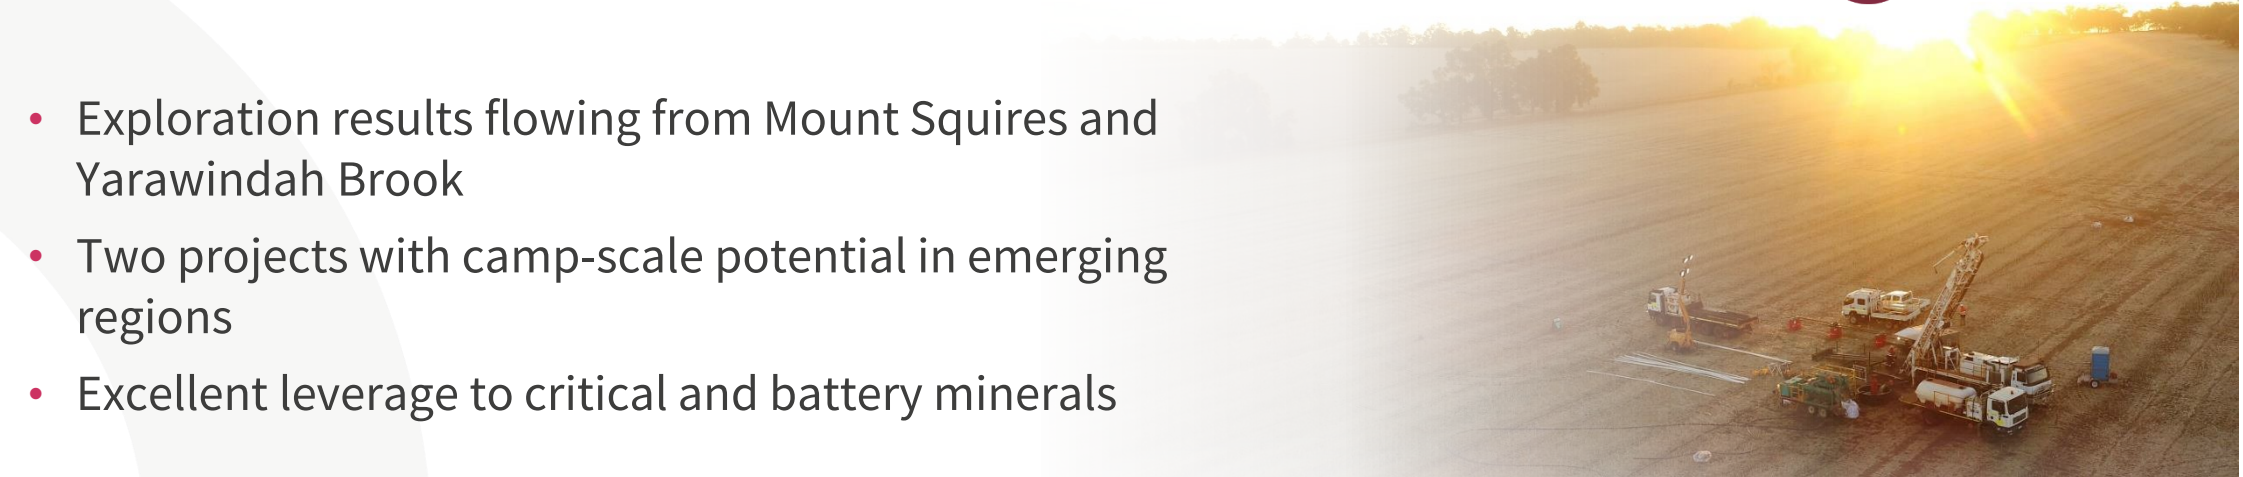 • Exploration results flowing from Mount Squires and
Yarawindah Brook
• Two projects with camp-scale potential in emerging
regions
• Excellent leverage to critical and battery minerals